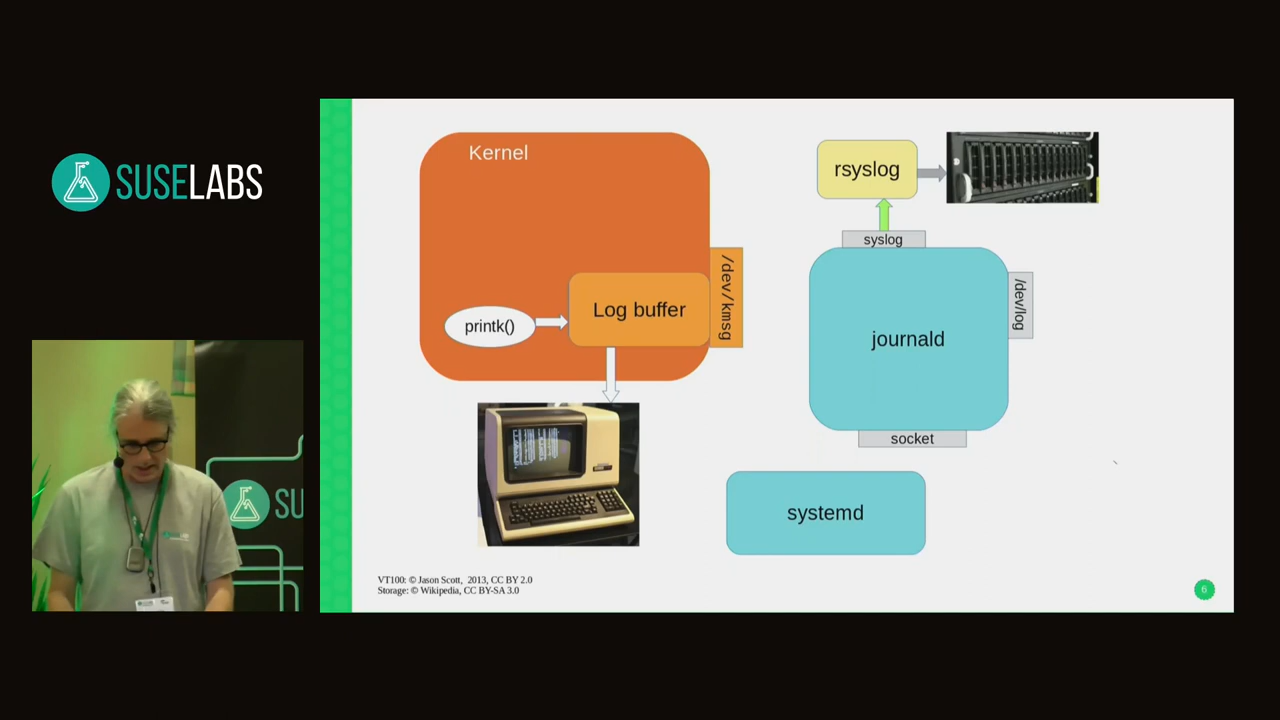 SUSELABS
SU
Kernel
printk()
Log buffer
/dev/kmsg
rsyslog
syslog
journald
/dev/log
socket
systemd
VT100: © Jason Scott, 2013, CC BY 2.0
Storage: © Wikipedia, CC BY-SA 3.0
6